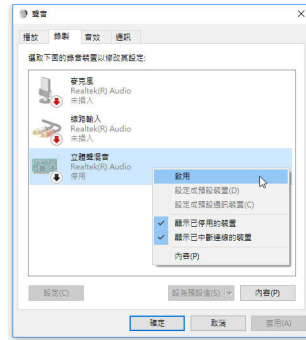 聲音
播放 錄製 音效 通訊
選取下面的錄音裝置以修改其設定:
麥克風
Realtek(R) Audio
未插入
線路輸入
Realtek(R) Audio
未插入
立體聲混音
Realtek(R) Audio
停用
啟用
設定成預設裝置(D)
設定成預設通訊裝置(C)
顯示已停用的裝置
顯示已中斷連線的裝置
內容(P)
設定(C) 設為預設值(S) 內容(P)
確定 取消 套用(A)